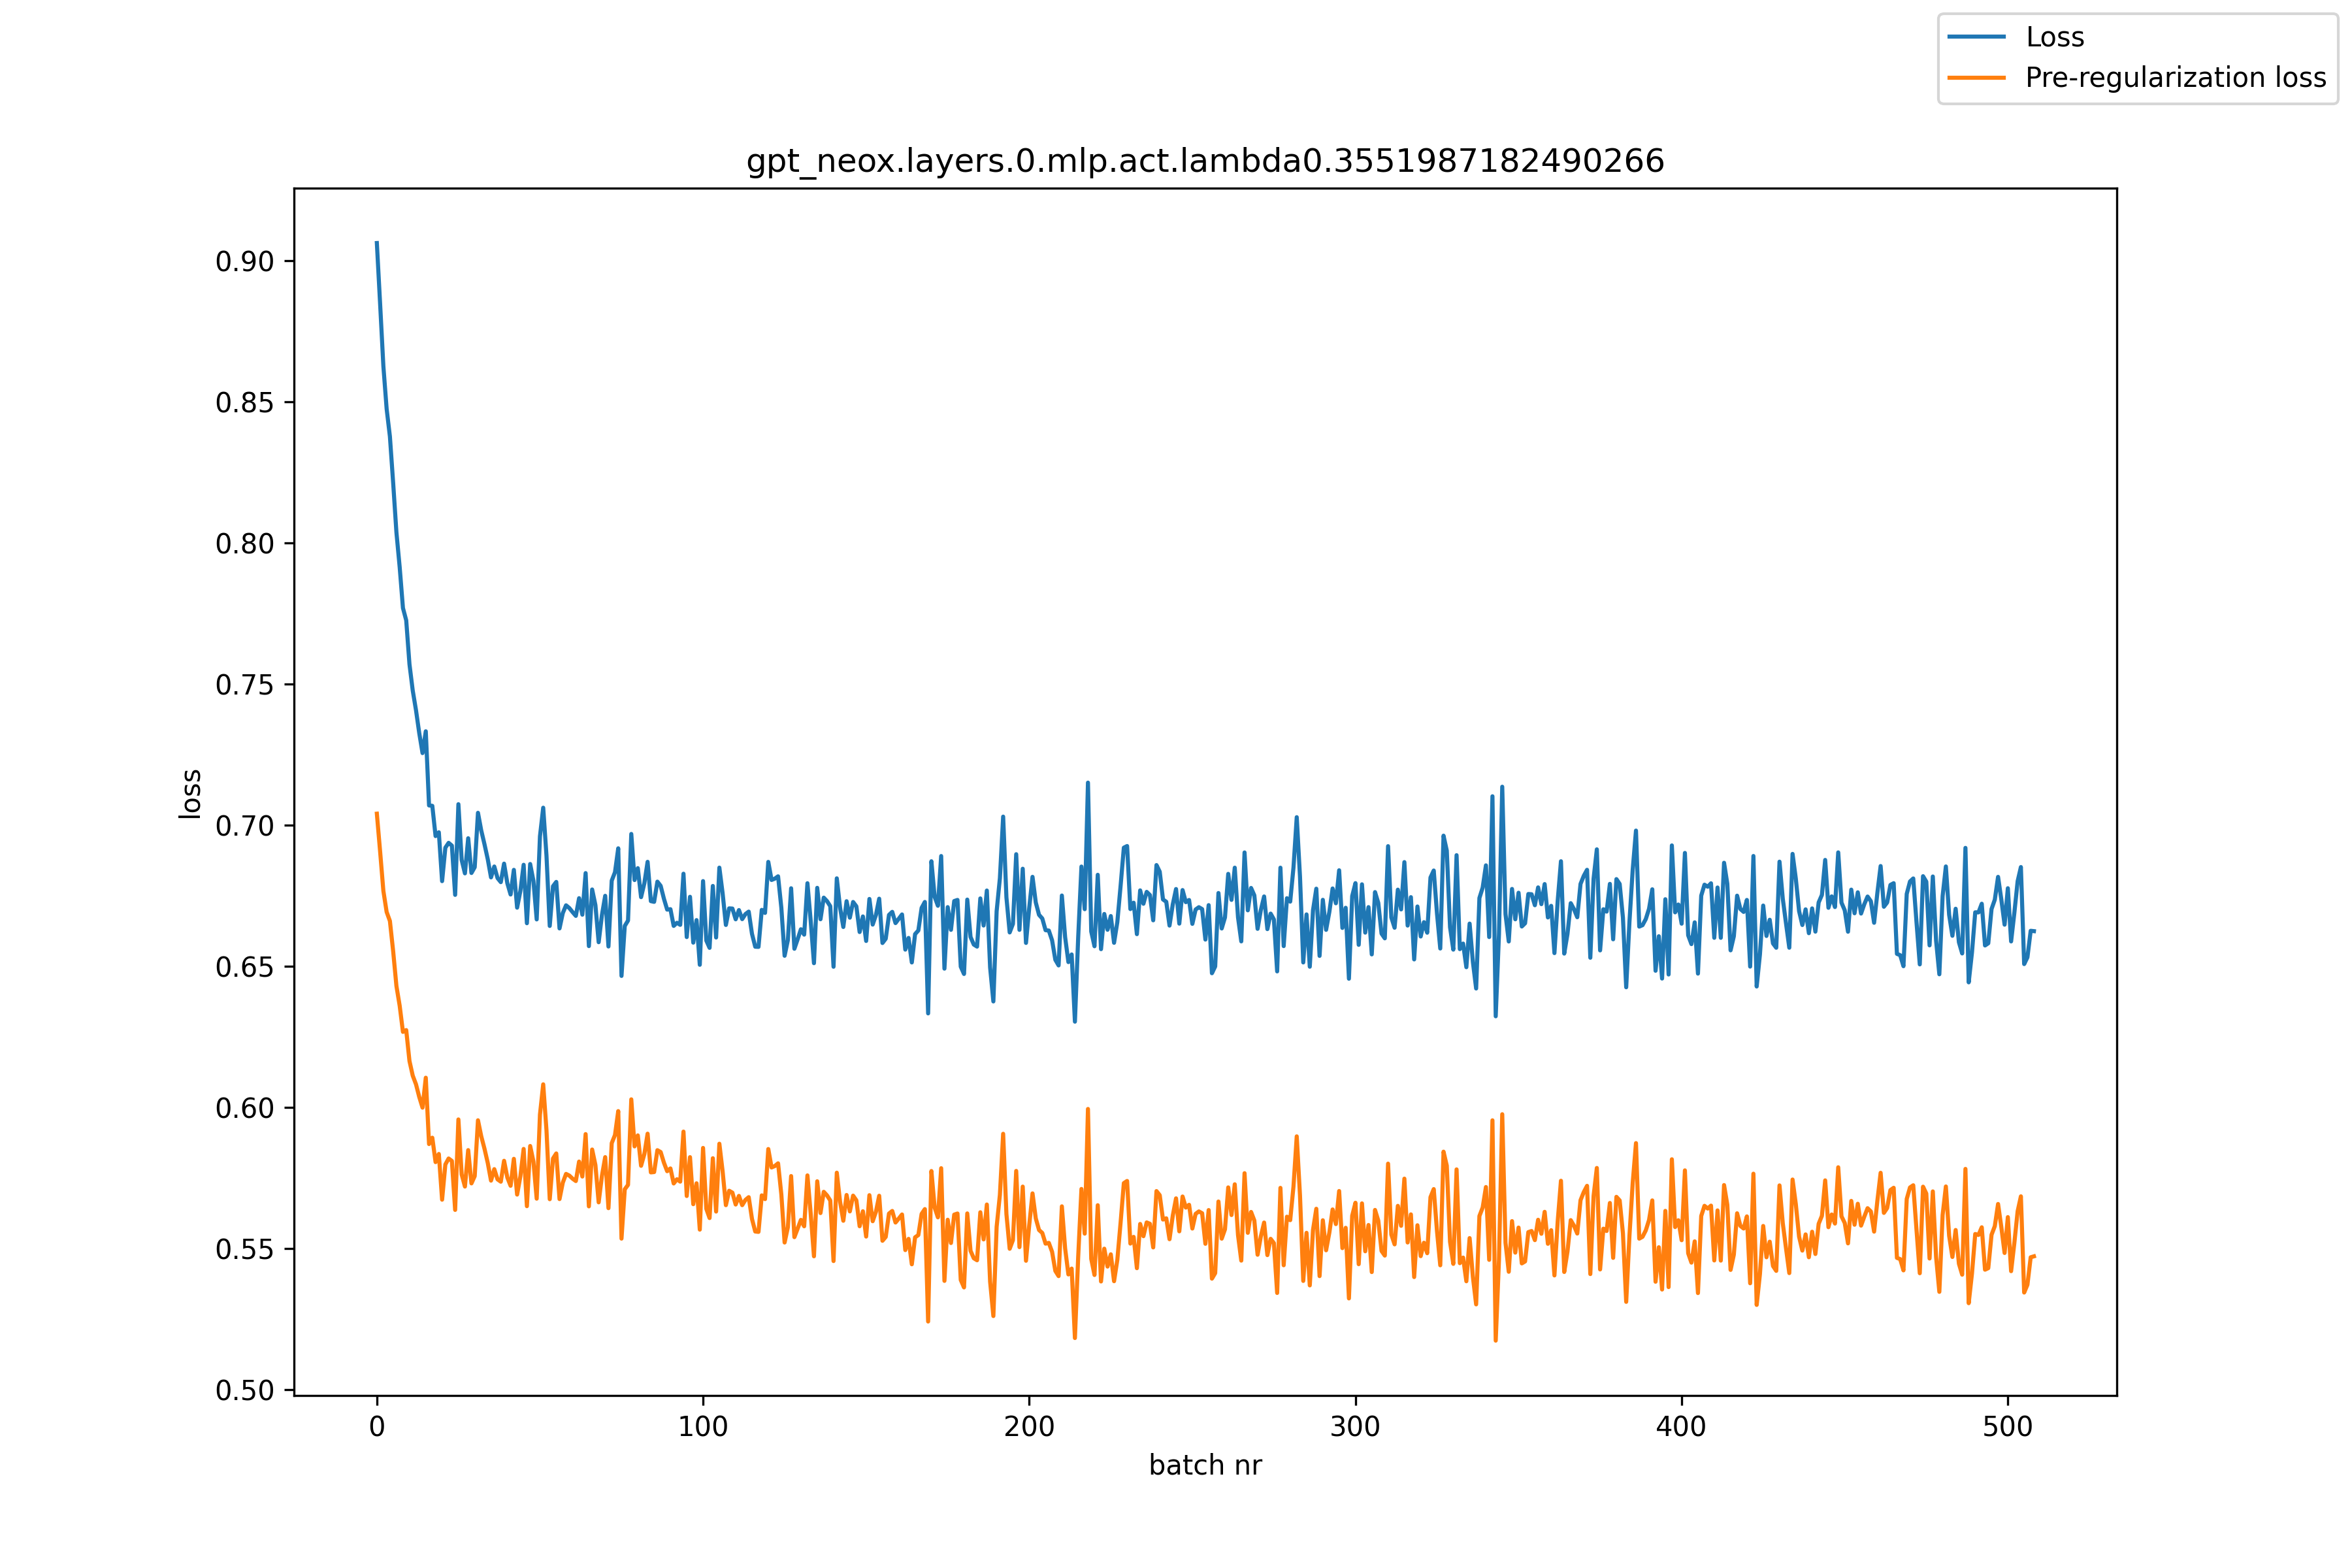 Loss
Pre-regularization loss
gpt_neox.layers.0.mlp.act.lambda0.3551987182490266
0.90
0.85
0.80
0.75
0.70
0.65
0.60
0.55
0.50
loss
0 100 200 300 400 500
batch nr